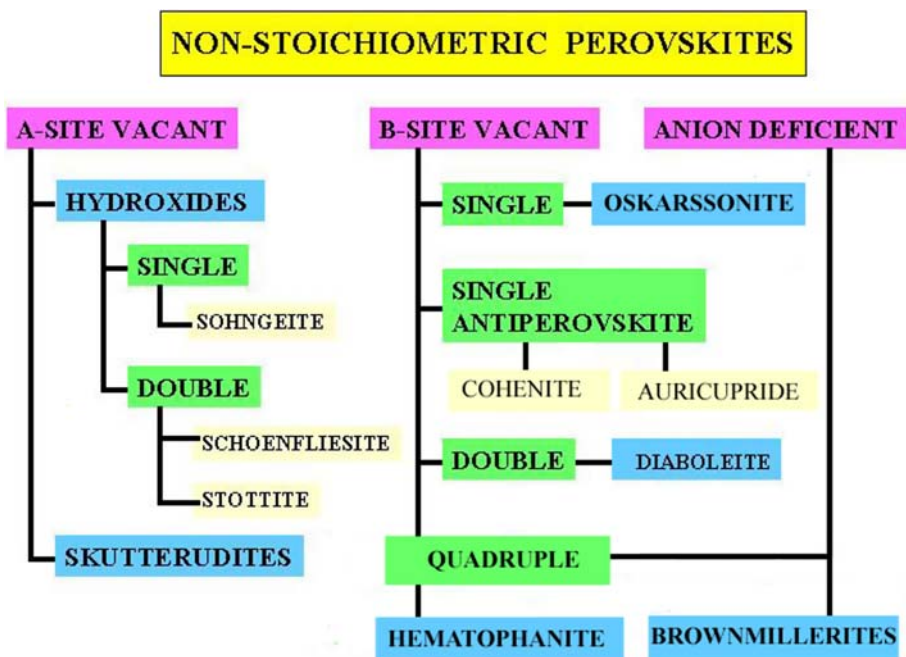 NON-STOICHIOMETRIC PEROVSKITES
A-SITE VACANT
B-SITE VACANT
ANION DEFICIENT
HYDROXIDES
SINGLE
SOHNGEITE
DOUBLE
SCHOENFLIESITE
STOTTITE
SKUTTERUDITES
SINGLE
OSKARSSONITE
SINGLE
ANTIPEROVSKITE
COHENITE
AURICUPRIDE
DOUBLE
DIABOLEITE
QUADRUPLE
HEMATOPHANITE
BROWNMILLERITES